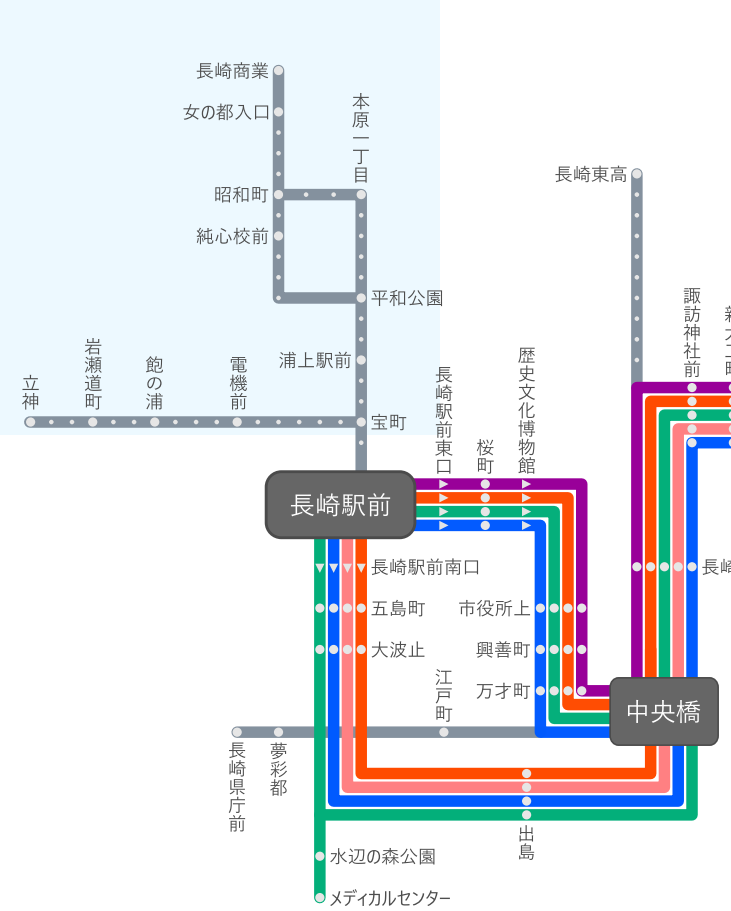 長崎商業
女の都入口
本原一丁目
昭和町
長崎東高
純心校前
平和公園
諏訪神社前
浦上駅前
立神
岩瀬道町
飽の浦
電機前
宝町
長崎駅前東口
桜町
歴史文化博物館
長崎駅前
長崎駅前南口
五島町
市役所上
大波止
興善町
万才町
江戸町
中央橋
長崎県庁前
夢彩都
出島
水辺の森公園
メディカルセンター